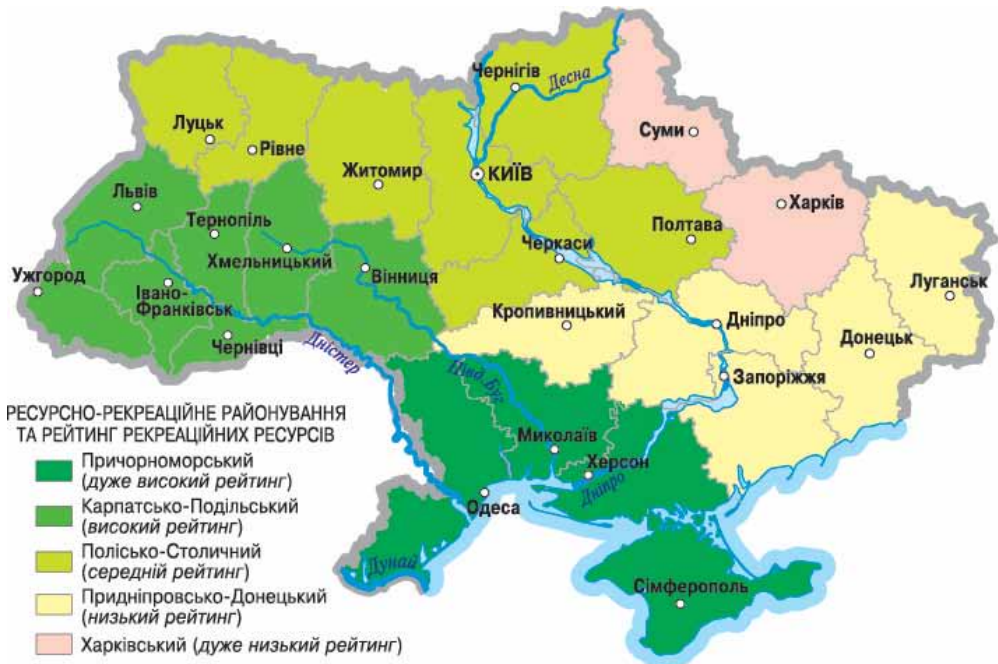 Чернігів
Десна
Суми
Луцьк
Рівне
Житомир
КИЇВ
Львів
Харків
Тернопіль
Полтава
Хмельницький
Черкаси
Вінниця
Ужгород
Івано-
Франківськ
Луганськ
Кропивницький
Дніпро
Чернівці
Дністер
Донецьк
Запоріжжя
Півд. Буг
РЕСУРСНО-РЕКРЕАЦІЙНЕ РАЙОНУВАННЯ
ТА РЕЙТИНГ РЕКРЕАЦІЙНИХ РЕСУРСІВ
Причорноморський
(дуже високий рейтинг)
Карпатсько-Подільський
(високий рейтинг)
Полісько-Столичний
(середній рейтинг)
Придніпровсько-Донецький
(низький рейтинг)
Харківський (дуже низький рейтинг)
Миколаїв
Херсон
Дніпро
Одеса
Дунай
Сімферополь